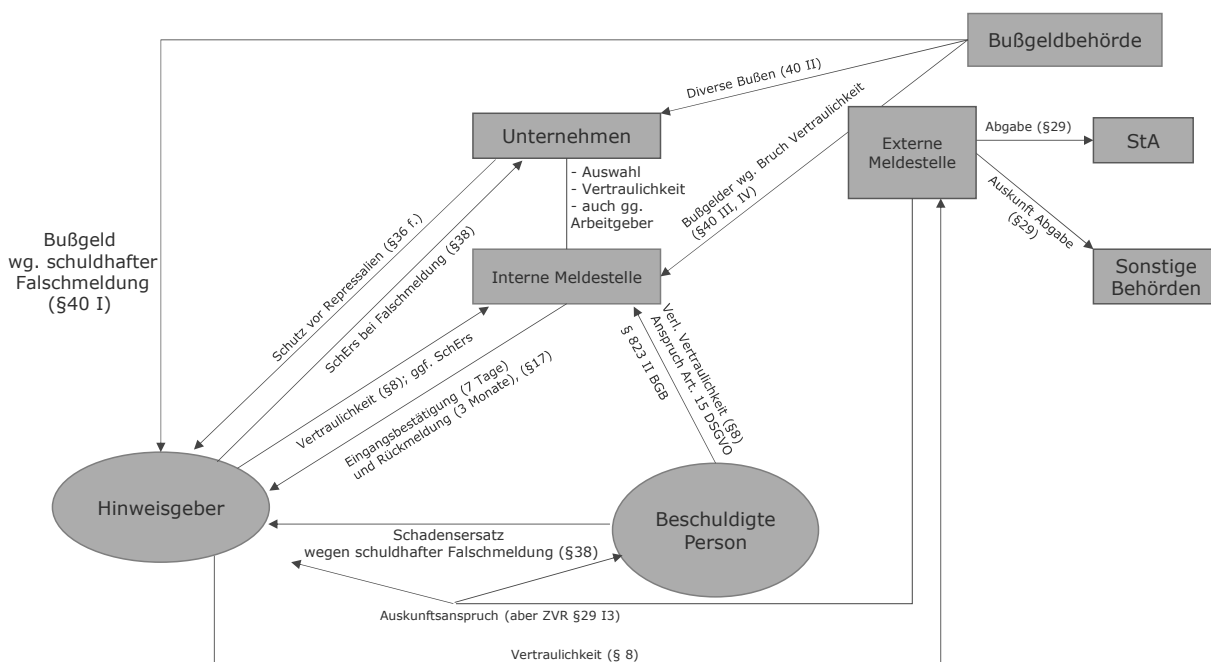 Bußgeldbehörde
Diverse Bußen (40 II)
Unternehmen
Externe
Meldestelle
Abgabe (§29)
StA
- Auswahl
- Vertraulichkeit
- auch gg.
Arbeitgeber
Bußgelder wg. Bruch Vertraulichkeit
(§40 III, IV)
Auskunft Abgabe
(§29)
Sonstige
Behörden
Bußgeld
wg. schuldhafter
Falschmeldung
(§40 I)
Schutz vor Repressalien (§36 f.)
SchErs bei Falschmeldung (§38)
Interne Meldestelle
Vertraulichkeit (§8); ggf. SchErs
Eingangsbestätigung (7 Tage)
und Rückmeldung (3 Monate), (§17)
§ 823 II BGB
Verl. Vertraulichkeit (§8)
Anspruch Art. 15 DSGVO
Hinweisgeber
Beschuldigte
Person
Schadensersatz
wegen schuldhafter Falschmeldung (§38)
Auskunftsanspruch (aber ZVR §29 I3)
Vertraulichkeit (§ 8)